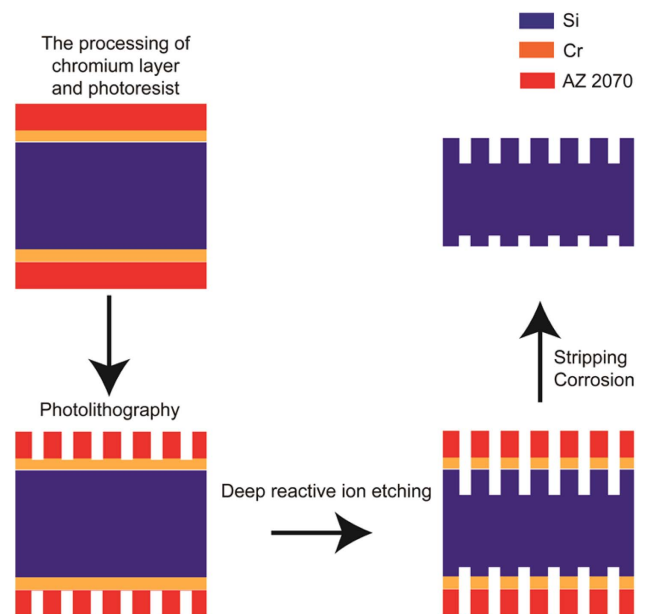 Si
Cr
AZ 2070
The processing of
chromium layer
and photoresist
Photolithography
Deep reactive ion etching
Stripping
Corrosion